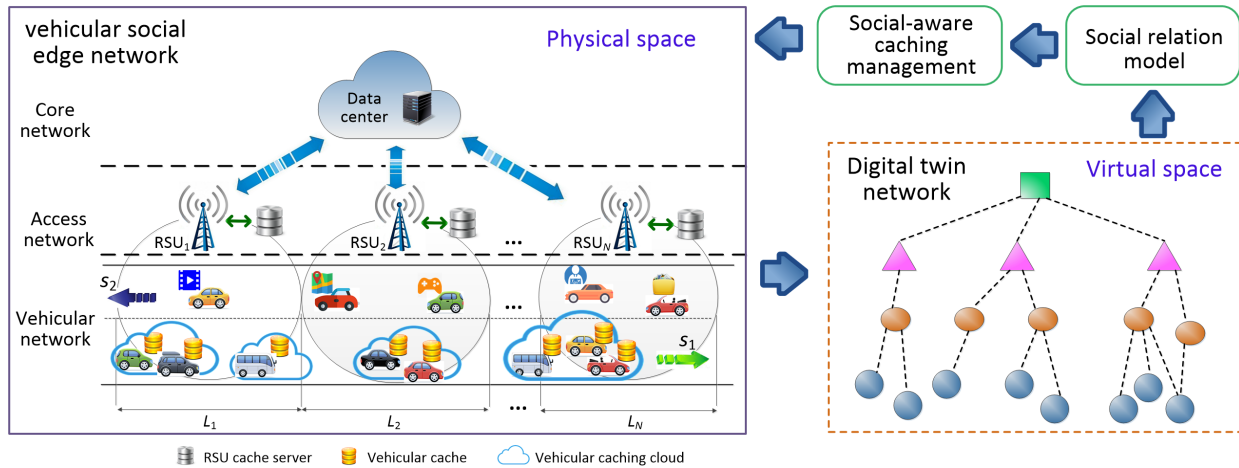 vehicular social
edge network
Physical space
Core
network
Data
center
Access
network
RSU1
RSU2
...
RSUN
s2
Vehicular
network
...
s1
L1
L2
...
LN
RSU cache server
Vehicular cache
Vehicular caching cloud
Social-aware
caching
management
Social relation
model
Digital twin
network
Virtual space